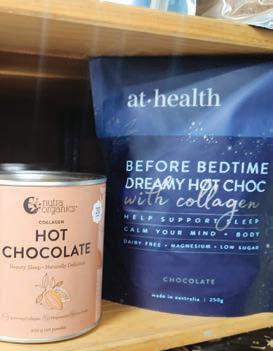 nutra
organics
COLLAGEN
HOT
CHOCOLATE
Beauty Sleep • Naturally Delicious
at·health
BEFORE BEDTIME
DREAMY HOT CHOC
with collagen
HELP SUPPORT SLEEP
CALM YOUR MIND + BODY
DAIRY FREE • MAGNESIUM • LOW SUGAR
CHOCOLATE
made in australia | 250g